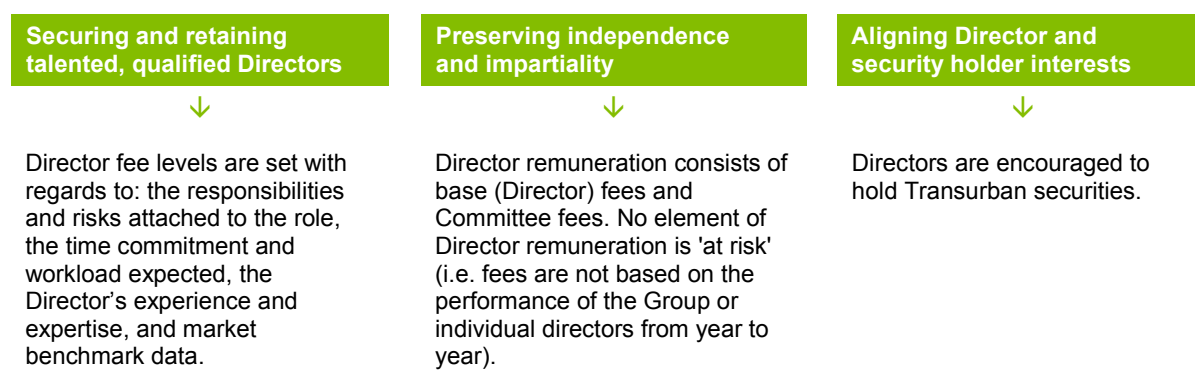 Securing and retaining
talented, qualified Directors
Director fee levels are set with
regards to: the responsibilities
and risks attached to the role,
the time commitment and
workload expected, the
Director’s experience and
expertise, and market
benchmark data.
Preserving independence
and impartiality
Director remuneration consists of
base (Director) fees and
Committee fees. No element of
Director remuneration is 'at risk'
(i.e. fees are not based on the
performance of the Group or
individual directors from year to
year).
Aligning Director and
security holder interests
Directors are encouraged to
hold Transurban securities.